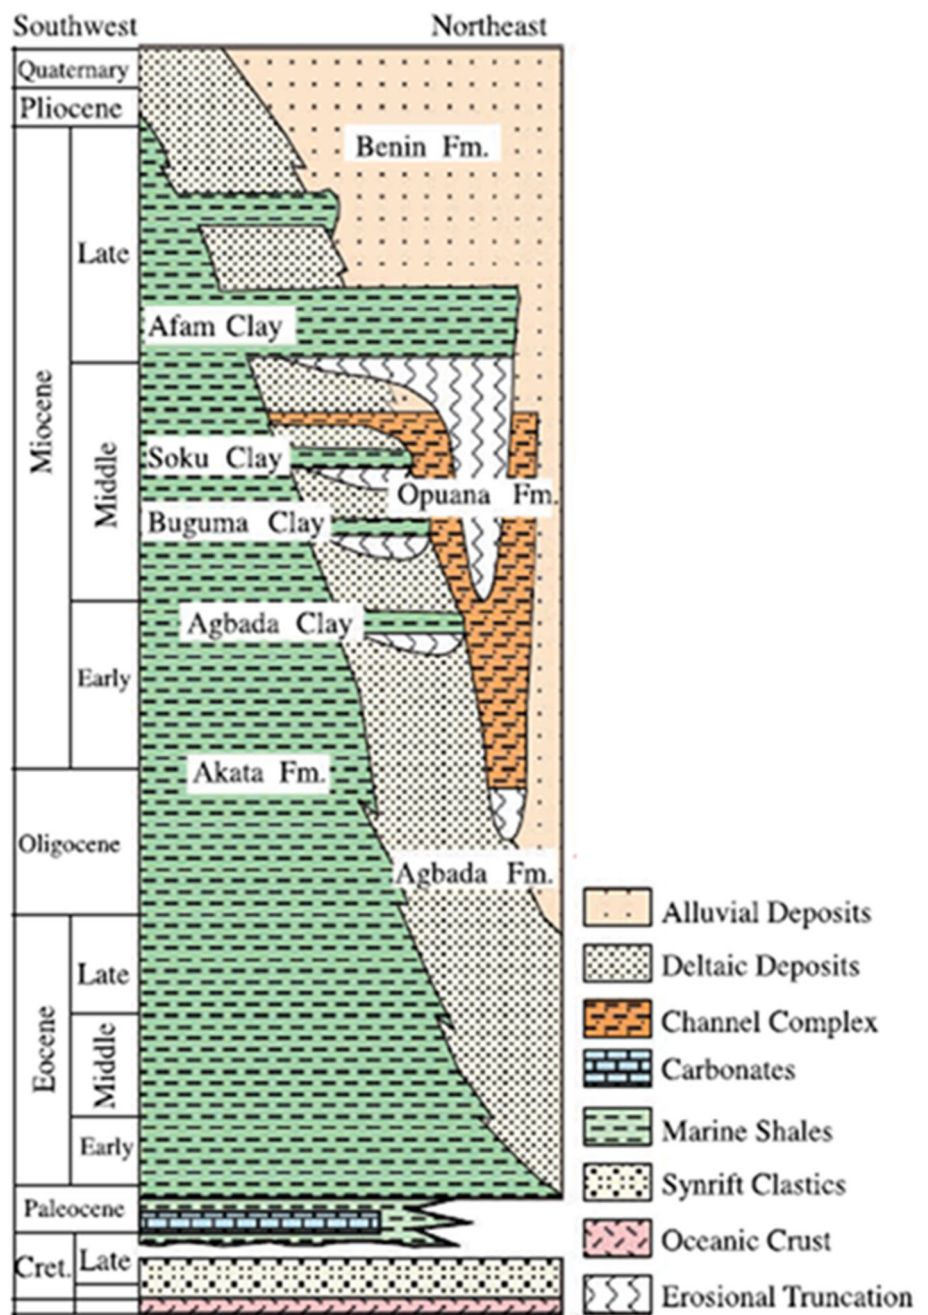 Southwest Northeast
Quaternary
Pliocene
Benin Fm.
Late
Afam Clay
Miocene
Middle
Soku Clay
Opuana Fm.
Buguma Clay
Agbada Clay
Early
Akata Fm.
Oligocene
Agbada Fm.
Late
Eocene
Middle
Early
Paleocene
Cret. Late
Alluvial Deposits
Deltaic Deposits
Channel Complex
Carbonates
Marine Shales
Synrift Clastics
Oceanic Crust
Erosional Truncation